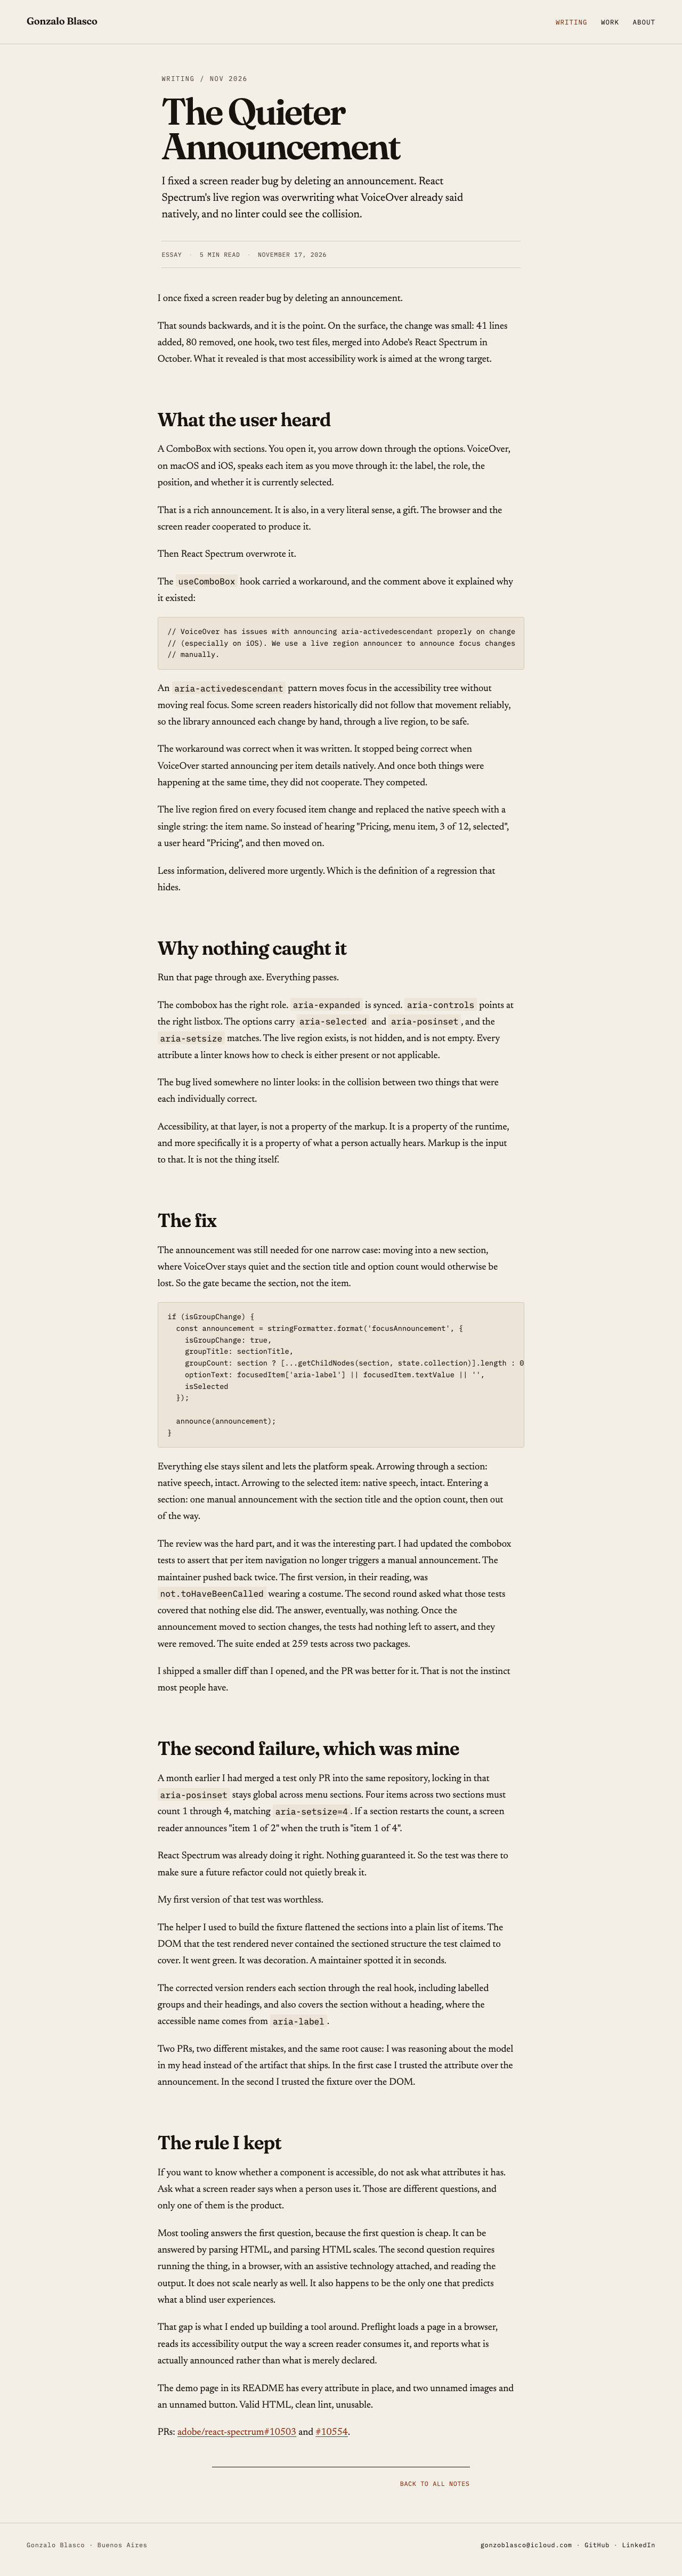 Gonzalo Blasco
WRITING WORK ABOUT
WRITING / NOV 2026
The Quieter
Announcement
I fixed a screen reader bug by deleting an announcement. React
Spectrum's live region was overwriting what VoiceOver already said
natively, and no linter could see the collision.
ESSAY · 5 MIN READ · NOVEMBER 17, 2026
I once fixed a screen reader bug by deleting an announcement.
That sounds backwards, and it is the point. On the surface, the change was small: 41 lines
added, 80 removed, one hook, two test files, merged into Adobe's React Spectrum in
October. What it revealed is that most accessibility work is aimed at the wrong target.
What the user heard
A ComboBox with sections. You open it, you arrow down through the options. VoiceOver,
on macOS and iOS, speaks each item as you move through it: the label, the role, the
position, and whether it is currently selected.
That is a rich announcement. It is also, in a very literal sense, a gift. The browser and the
screen reader cooperated to produce it.
Then React Spectrum overwrote it.
The useComboBox hook carried a workaround, and the comment above it explained why
it existed:
// VoiceOver has issues with announcing aria-activedescendant properly on change
// (especially on iOS). We use a live region announcer to announce focus changes
// manually.
An aria-activedescendant pattern moves focus in the accessibility tree without
moving real focus. Some screen readers historically did not follow that movement reliably,
so the library announced each change by hand, through a live region, to be safe.
The workaround was correct when it was written. It stopped being correct when
VoiceOver started announcing per item details natively. And once both things were
happening at the same time, they did not cooperate. They competed.
The live region fired on every focused item change and replaced the native speech with a
single string: the item name. So instead of hearing "Pricing, menu item, 3 of 12, selected",
a user heard "Pricing", and then moved on.
Less information, delivered more urgently. Which is the definition of a regression that
hides.
Why nothing caught it
Run that page through axe. Everything passes.
The combobox has the right role. aria-expanded is synced. aria-controls points at
the right listbox. The options carry aria-selected and aria-posinset, and the
aria-setsize matches. The live region exists, is not hidden, and is not empty. Every
attribute a linter knows how to check is either present or not applicable.
The bug lived somewhere no linter looks: in the collision between two things that were
each individually correct.
Accessibility, at that layer, is not a property of the markup. It is a property of the runtime,
and more specifically it is a property of what a person actually hears. Markup is the input
to that. It is not the thing itself.
The fix
The announcement was still needed for one narrow case: moving into a new section,
where VoiceOver stays quiet and the section title and option count would otherwise be
lost. So the gate became the section, not the item.
if (isGroupChange) {
const announcement = stringFormatter.format('focusAnnouncement', {
isGroupChange: true,
groupTitle: sectionTitle,
groupCount: section ? [...getChildNodes(section, state.collection)].length : 0
optionText: focusedItem['aria-label'] || focusedItem.textValue || '',
isSelected
});
announce(announcement);
}
Everything else stays silent and lets the platform speak. Arrowing through a section:
native speech, intact. Arrowing to the selected item: native speech, intact. Entering a
section: one manual announcement with the section title and the option count, then out
of the way.
The review was the hard part, and it was the interesting part. I had updated the combobox
tests to assert that per item navigation no longer triggers a manual announcement. The
maintainer pushed back twice. The first version, in their reading, was
not.toHaveBeenCalled wearing a costume. The second round asked what those tests
covered that nothing else did. The answer, eventually, was nothing. Once the
announcement moved to section changes, the tests had nothing left to assert, and they
were removed. The suite ended at 259 tests across two packages.
I shipped a smaller diff than I opened, and the PR was better for it. That is not the instinct
most people have.
The second failure, which was mine
A month earlier I had merged a test only PR into the same repository, locking in that
aria-posinset stays global across menu sections. Four items across two sections must
count 1 through 4, matching aria-setsize=4. If a section restarts the count, a screen
reader announces "item 1 of 2" when the truth is "item 1 of 4".
React Spectrum was already doing it right. Nothing guaranteed it. So the test was there to
make sure a future refactor could not quietly break it.
My first version of that test was worthless.
The helper I used to build the fixture flattened the sections into a plain list of items. The
DOM that the test rendered never contained the sectioned structure the test claimed to
cover. It went green. It was decoration. A maintainer spotted it in seconds.
The corrected version renders each section through the real hook, including labelled
groups and their headings, and also covers the section without a heading, where the
accessible name comes from aria-label.
Two PRs, two different mistakes, and the same root cause: I was reasoning about the model
in my head instead of the artifact that ships. In the first case I trusted the attribute over the
announcement. In the second I trusted the fixture over the DOM.
The rule I kept
If you want to know whether a component is accessible, do not ask what attributes it has.
Ask what a screen reader says when a person uses it. Those are different questions, and
only one of them is the product.
Most tooling answers the first question, because the first question is cheap. It can be
answered by parsing HTML, and parsing HTML scales. The second question requires
running the thing, in a browser, with an assistive technology attached, and reading the
output. It does not scale nearly as well. It also happens to be the only one that predicts
what a blind user experiences.
That gap is what I ended up building a tool around. Preflight loads a page in a browser,
reads its accessibility output the way a screen reader consumes it, and reports what is
actually announced rather than what is merely declared.
The demo page in its README has every attribute in place, and two unnamed images and
an unnamed button. Valid HTML, clean lint, unusable.
PRs: adobe/react-spectrum#10503 and #10554.
BACK TO ALL NOTES
Gonzalo Blasco · Buenos Aires
gonzoblasco@icloud.com · GitHub · LinkedIn